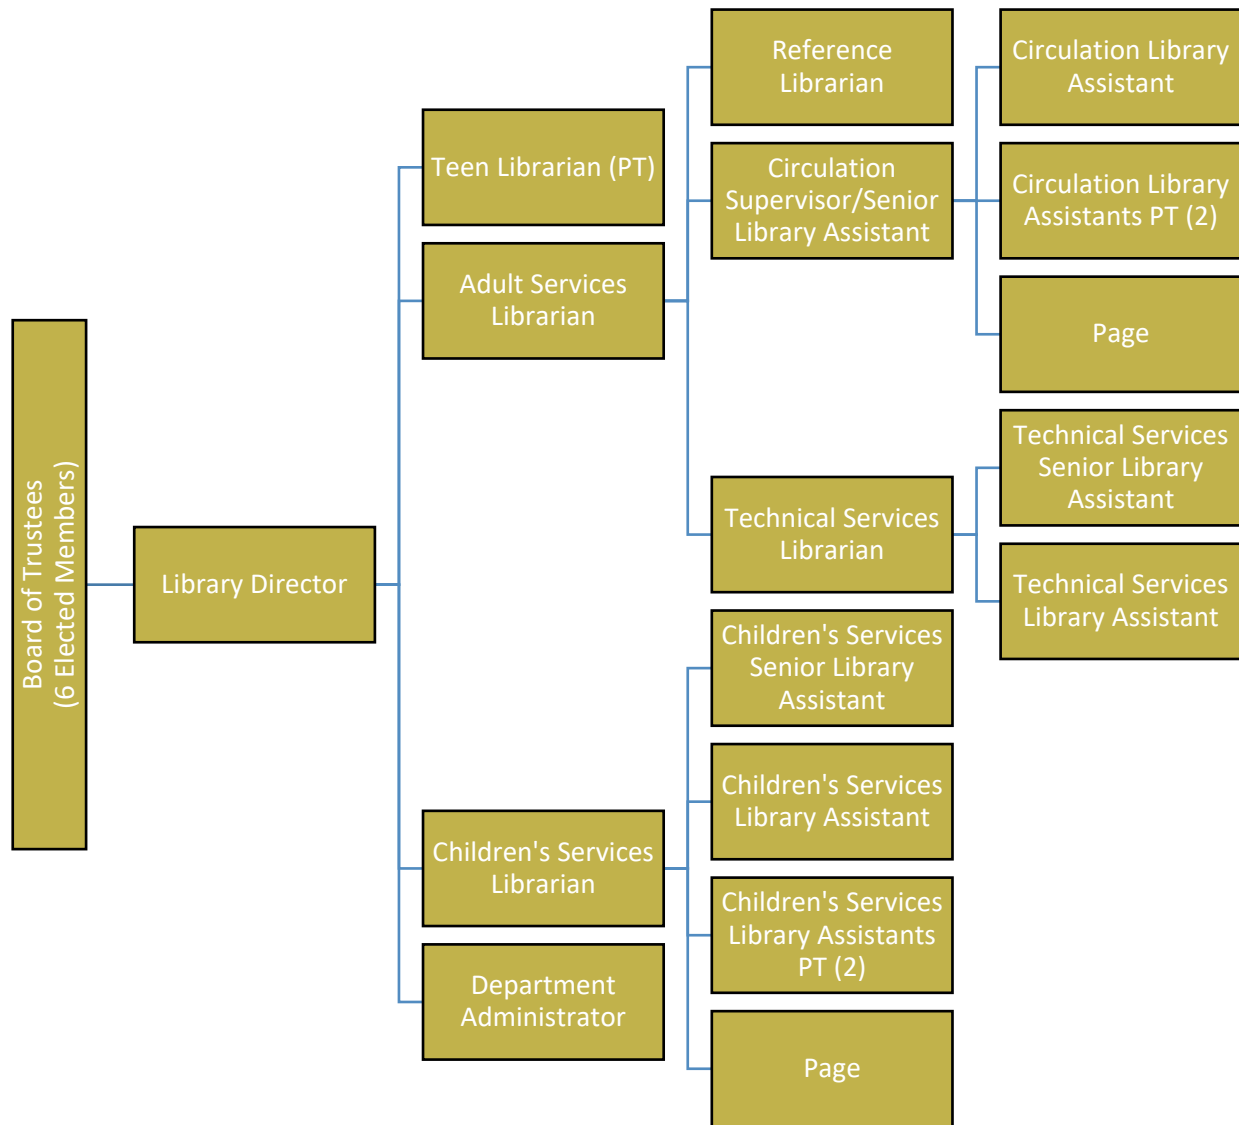 Board of Trustees
(6 Elected Members)
Library Director
Teen Librarian (PT)
Adult Services
Librarian
Reference
Librarian
Circulation
Supervisor/Senior
Library Assistant
Circulation Library
Assistant
Circulation Library
Assistants PT (2)
Page
Technical Services
Librarian
Technical Services
Senior Library
Assistant
Technical Services
Library Assistant
Children's Services
Librarian
Children's Services
Senior Library
Assistant
Children's Services
Library Assistant
Children's Services
Library Assistants
PT (2)
Page
Department
Administrator